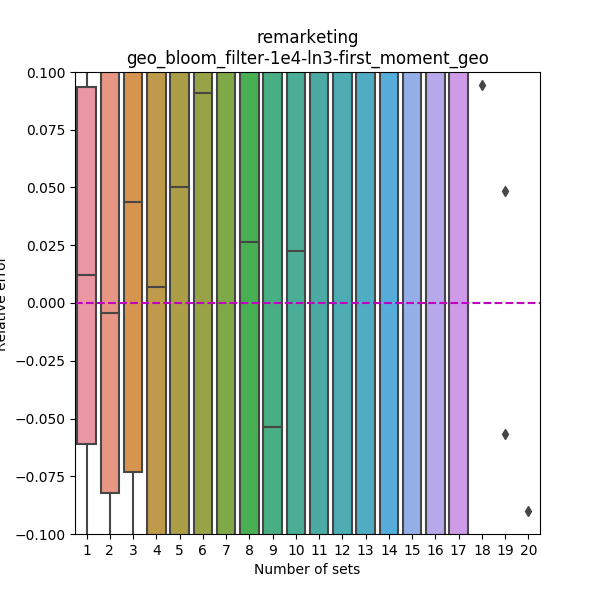 remarketing
geo_bloom_filter-1e4-ln3-first_moment_geo
0.100
0.075
0.050
0.025
0.000
−0.025
−0.050
−0.075
−0.100
Relative error
1 2 3 4 5 6 7 8 9 10 11 12 13 14 15 16 17 18 19 20
Number of sets